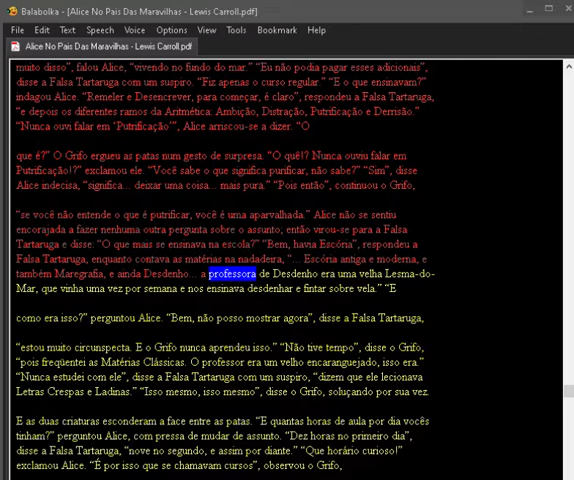 Balabolka - [Alice No Pais Das Maravilhas - Lewis Carroll.pdf]
File Edit Text Speech Voice Options View Tools Bookmark Help
Alice No Pais Das Maravilhas - Lewis Carroll.pdf
muito disso”, falou Alice, “vivendo no fundo do mar.” “Eu não podia pagar esses adicionais”,
disse a Falsa Tartaruga com um suspiro. “Fiz apenas o curso regular.” “E o que ensinavam?”
indagou Alice. “Remeler e Desencrever, para começar, é claro”, respondeu a Falsa Tartaruga,
“e depois os diferentes ramos da Aritmética: Ambição, Distração, Putrificação e Derrisão.”
“Nunca ouvi falar em ‘Putrificação’”, Alice arriscou-se a dizer. “O
que é?” O Grifo ergueu as patas num gesto de surpresa. “O quê!? Nunca ouviu falar em
Putrificação!?” exclamou ele. “Você sabe o que significa purificar, não sabe?” “Sim”, disse
Alice indecisa, “significa... deixar uma coisa... mais pura.” “Pois então”, continuou o Grifo,
“se você não entende o que é putrificar, você é uma aparvalhada.” Alice não se sentiu
encorajada a fazer nenhuma outra pergunta sobre o assunto; então virou-se para a Falsa
Tartaruga e disse: “O que mais se ensinava na escola?” “Bem, havia Escória”, respondeu a
Falsa Tartaruga, enquanto contava as matérias na nadadeira, “... Escória antiga e moderna, e
também Maregrafia, e ainda Desdenho... a professora de Desdenho era uma velha Lesma-do-
Mar, que vinha uma vez por semana e nos ensinava desdenhar e fintar sobre vela.” “E
como era isso?” perguntou Alice. “Bem, não posso mostrar agora”, disse a Falsa Tartaruga,
“estou muito circunspecta. E o Grifo nunca aprendeu isso.” “Não tive tempo”, disse o Grifo,
“pois freqüentei as Matérias Clássicas. O professor era um velho encaranguejado, isso era.”
“Nunca estudei com ele”, disse a Falsa Tartaruga com um suspiro, “dizem que ele lecionava
Letras Crespas e Ladinas.” “Isso mesmo, isso mesmo”, disse o Grifo, soluçando por sua vez.
E as duas criaturas esconderam a face entre as patas. “E quantas horas de aula por dia vocês
tinham?” perguntou Alice, com pressa de mudar de assunto. “Dez horas no primeiro dia”,
disse a Falsa Tartaruga, “nove no segundo, e assim por diante.” “Que horário curioso!”
exclamou Alice. “É por isso que se chamavam cursos”, observou o Grifo,